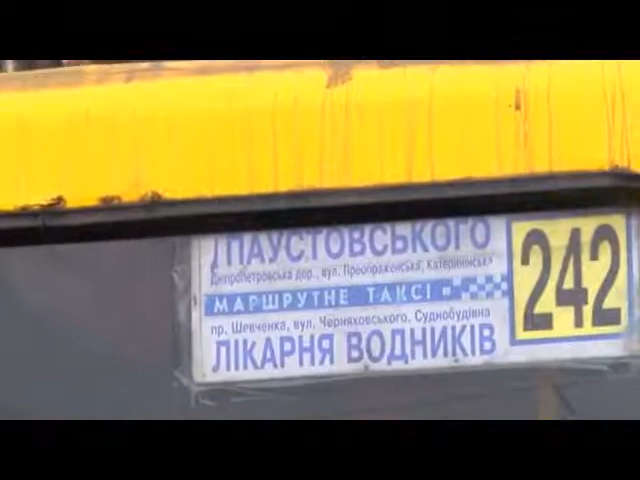 ПАУСТОВСЬКОГО
Дніпропетровська дор., вул. Преображенська, Катерининська
МАРШРУТНЕ ТАКСІ
242
пр. Шевченка, вул. Черняховського, Суднобудівна
ЛІКАРНЯ ВОДНИКІВ